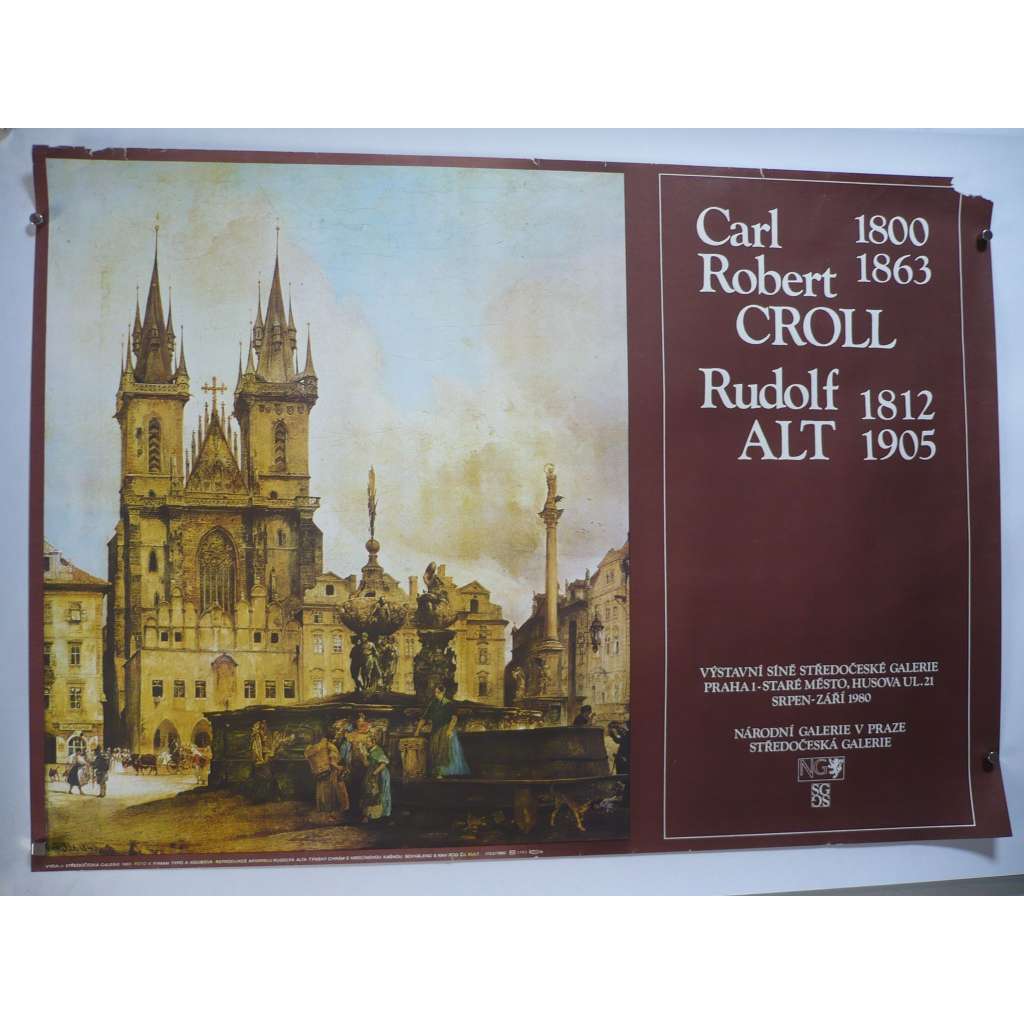 Carl 1800
Robert 1863
CROLL
Rudolf 1812
ALT 1905
VÝSTAVNÍ SÍNĚ STŘEDOČESKÉ GALERIE
PRAHA 1 - STARÉ MĚSTO, HUSOVA UL. 21
SRPEN - ZÁŘÍ 1980
NÁRODNÍ GALERIE V PRAZE
STŘEDOČESKÁ GALERIE
NG
SG